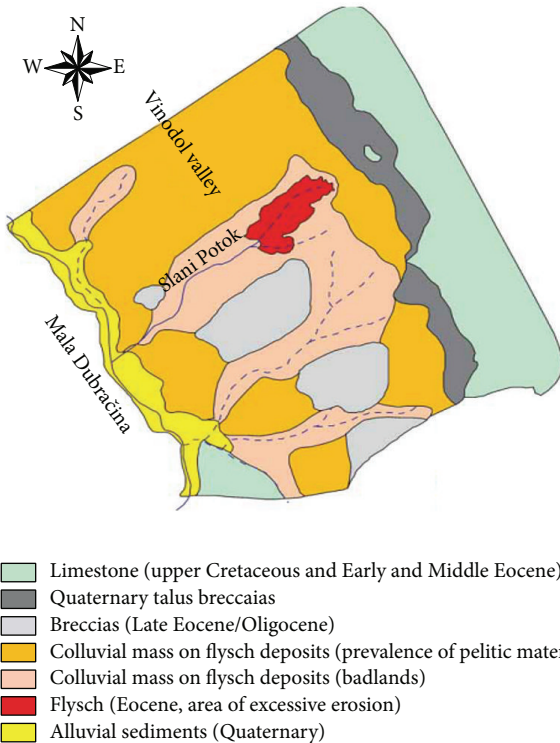 N
W E
S
Vinodol valley
Slani Potok
Mala Dubračina
Limestone (upper Cretaceous and Early and Middle Eocene)
Quaternary talus breccaias
Breccias (Late Eocene/Oligocene)
Colluvial mass on flysch deposits (prevalence of pelitic mater
Colluvial mass on flysch deposits (badlands)
Flysch (Eocene, area of excessive erosion)
Alluvial sediments (Quaternary)